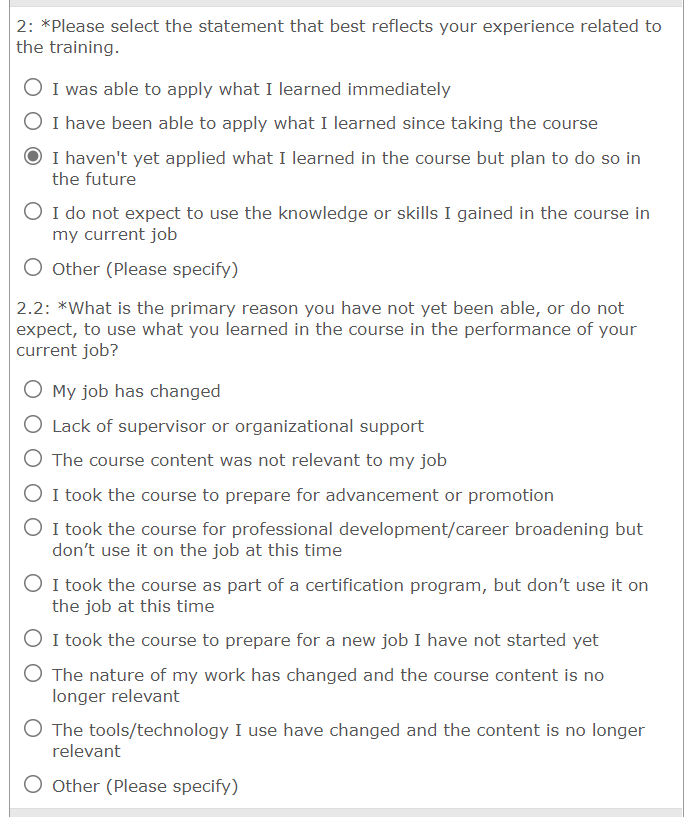 2: *Please select the statement that best reflects your experience related to
the training.
I was able to apply what I learned immediately
I have been able to apply what I learned since taking the course
I haven't yet applied what I learned in the course but plan to do so in
the future
I do not expect to use the knowledge or skills I gained in the course in
my current job
Other (Please specify)
2.2: *What is the primary reason you have not yet been able, or do not
expect, to use what you learned in the course in the performance of your
current job?
My job has changed
Lack of supervisor or organizational support
The course content was not relevant to my job
I took the course to prepare for advancement or promotion
I took the course for professional development/career broadening but
don’t use it on the job at this time
I took the course as part of a certification program, but don’t use it on
the job at this time
I took the course to prepare for a new job I have not started yet
The nature of my work has changed and the course content is no
longer relevant
The tools/technology I use have changed and the content is no longer
relevant
Other (Please specify)